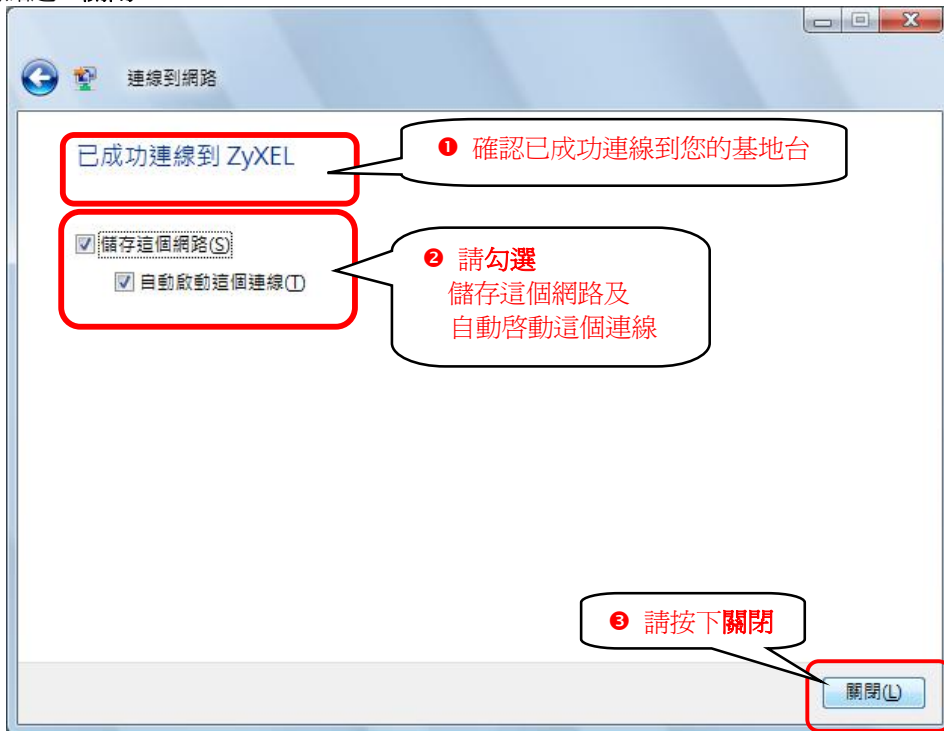 連線到網路
已成功連線到 ZyXEL
❶ 確認已成功連線到您的基地台
儲存這個網路(S)
自動啟動這個連線(T)
❷ 請勾選
儲存這個網路及
自動啓動這個連線
❸ 請按下關閉
關閉(L)